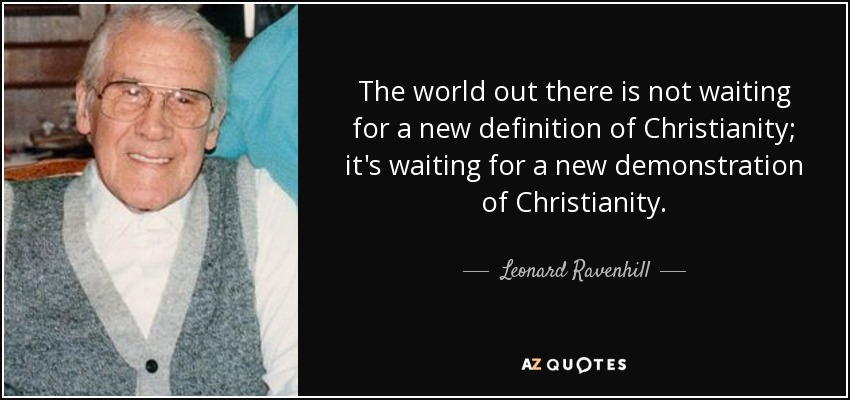 The world out there is not waiting
for a new definition of Christianity;
it's waiting for a new demonstration
of Christianity.
Leonard Ravenhill
AZ QUOTES